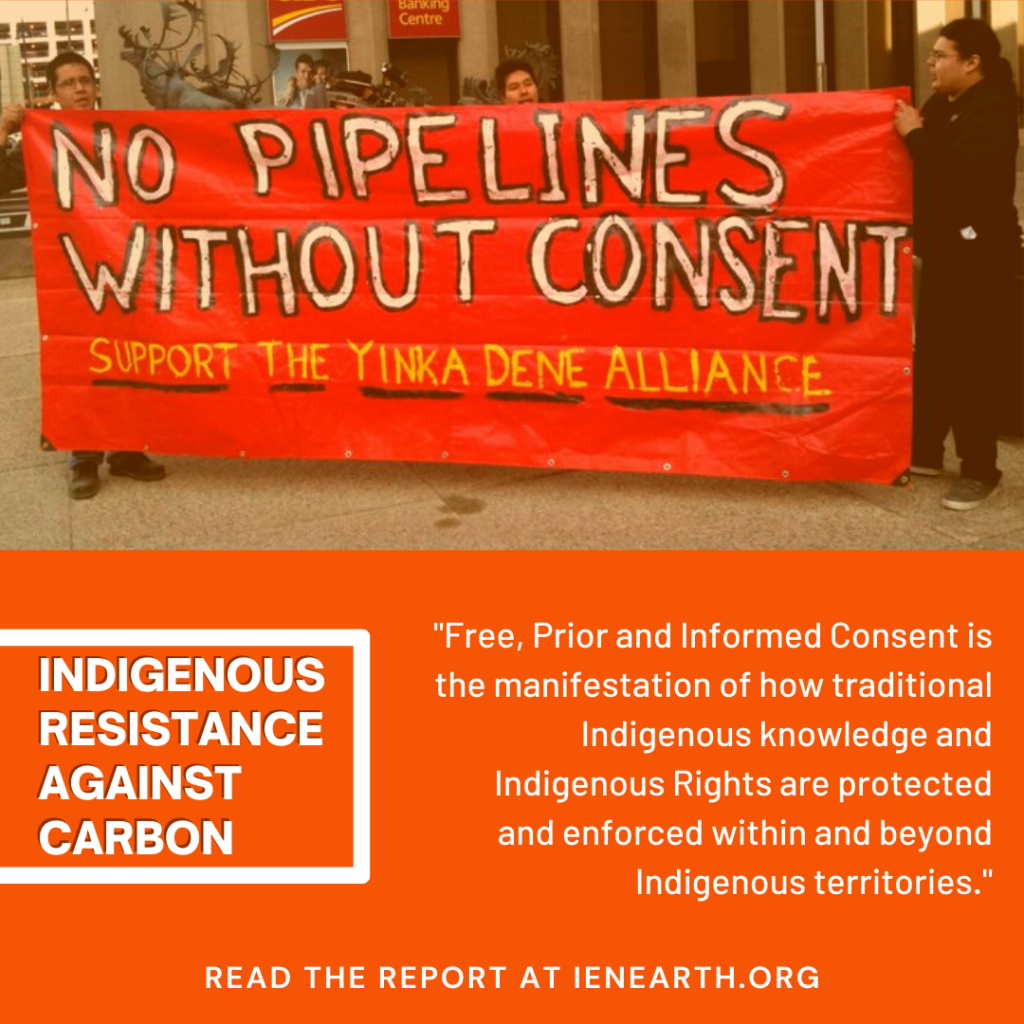 Banking
Centre
NO PIPELINES
WITHOUT CONSENT
SUPPORT THE YINKA DENE ALLIANCE
INDIGENOUS
RESISTANCE
AGAINST
CARBON
"Free, Prior and Informed Consent is
the manifestation of how traditional
Indigenous knowledge and
Indigenous Rights are protected
and enforced within and beyond
Indigenous territories."
READ THE REPORT AT IENEARTH.ORG